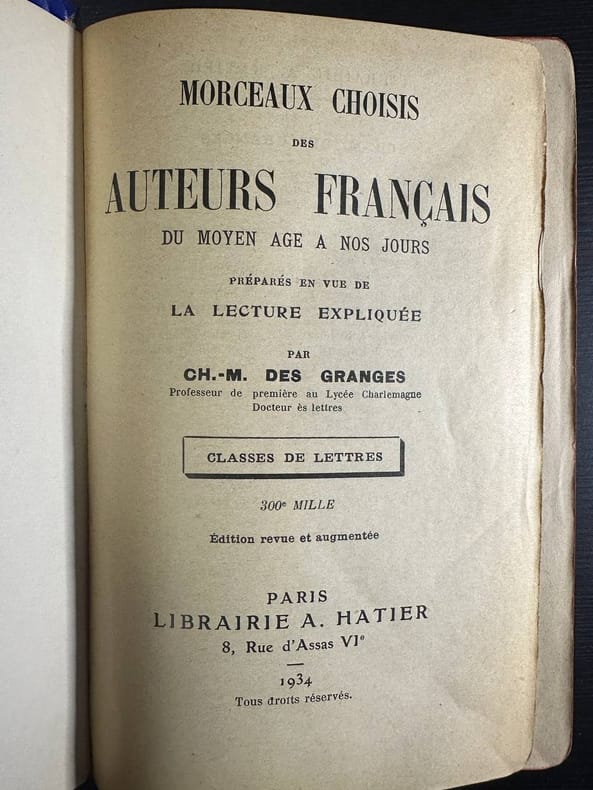 MORCEAUX CHOISIS
DES
AUTEURS FRANÇAIS
DU MOYEN AGE A NOS JOURS
PRÉPARÉS EN VUE DE
LA LECTURE EXPLIQUÉE
PAR
CH.-M. DES GRANGES
Professeur de première au Lycée Charlemagne
Docteur ès lettres
CLASSES DE LETTRES
300e MILLE
Édition revue et augmentée
PARIS
LIBRAIRIE A. HATIER
8, Rue d'Assas VIe
1934
Tous droits réservés.